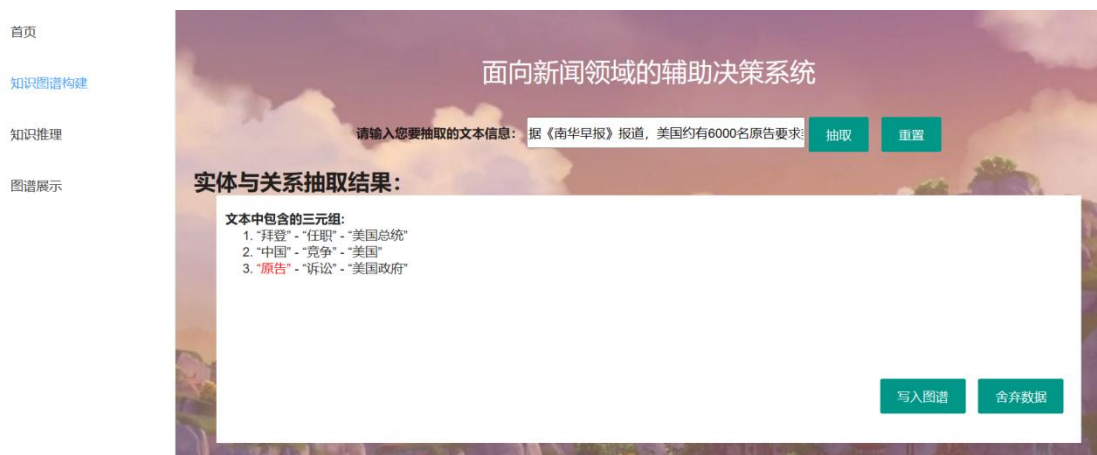 首页
知识图谱构建
知识推理
图谱展示
面向新闻领域的辅助决策系统
请输入您要抽取的文本信息： 据《南华早报》报道，美国约有6000名原告要求 抽取 重置
实体与关系抽取结果：
文本中包含的三元组:
1. “拜登” - “任职” - “美国总统”
2. “中国” - “竞争” - “美国”
3. “原告” - “诉讼” - “美国政府”
写入图谱 舍弃数据